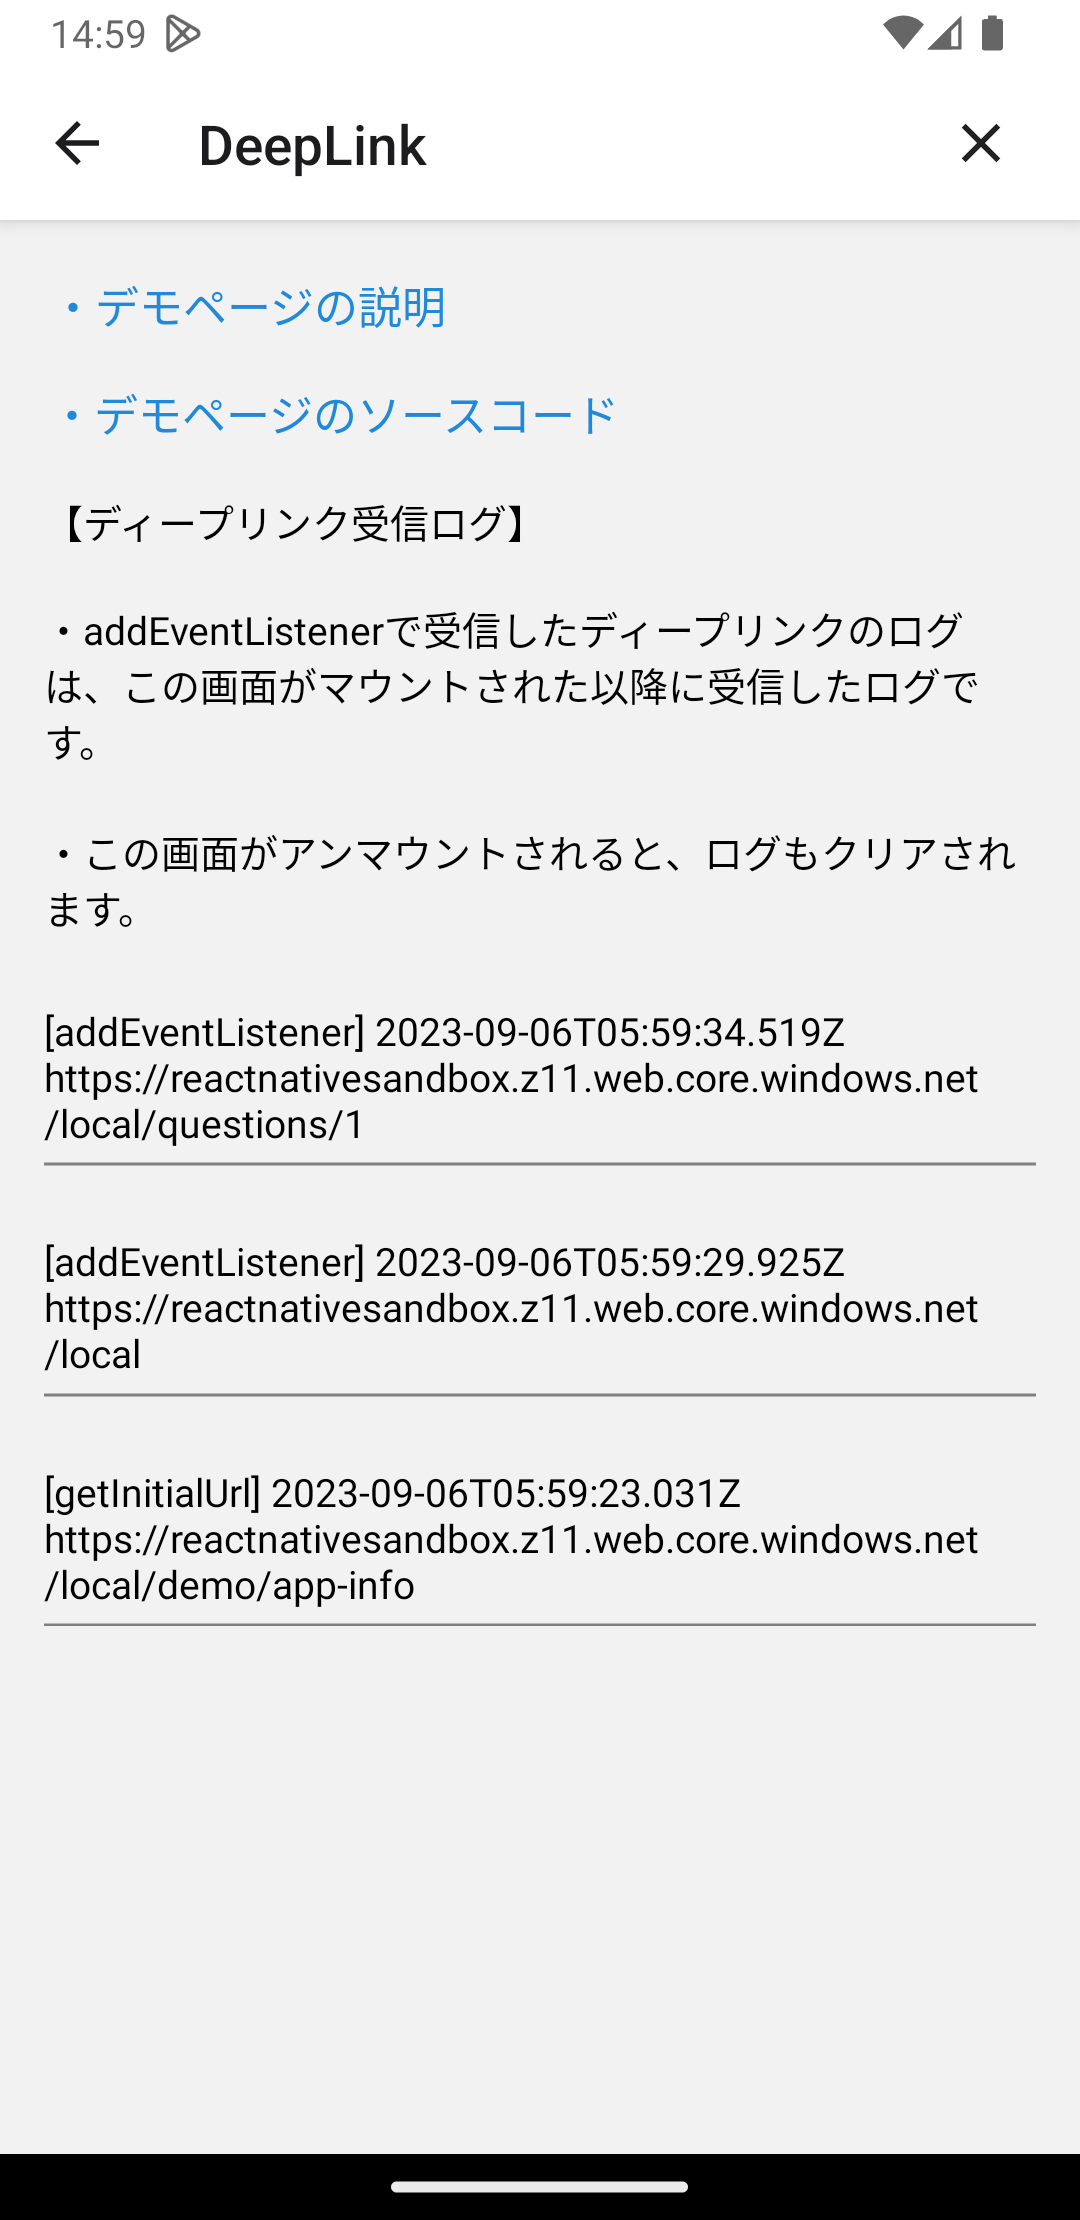 14:59
DeepLink
・デモページの説明
・デモページのソースコード
【ディープリンク受信ログ】
・addEventListenerで受信したディープリンクのログ
は、この画面がマウントされた以降に受信したログで
す。
・この画面がアンマウントされると、ログもクリアされ
ます。
[addEventListener] 2023-09-06T05:59:34.519Z
https://reactnativesandbox.z11.web.core.windows.net
/local/questions/1
[addEventListener] 2023-09-06T05:59:29.925Z
https://reactnativesandbox.z11.web.core.windows.net
/local
[getInitialUrl] 2023-09-06T05:59:23.031Z
https://reactnativesandbox.z11.web.core.windows.net
/local/demo/app-info